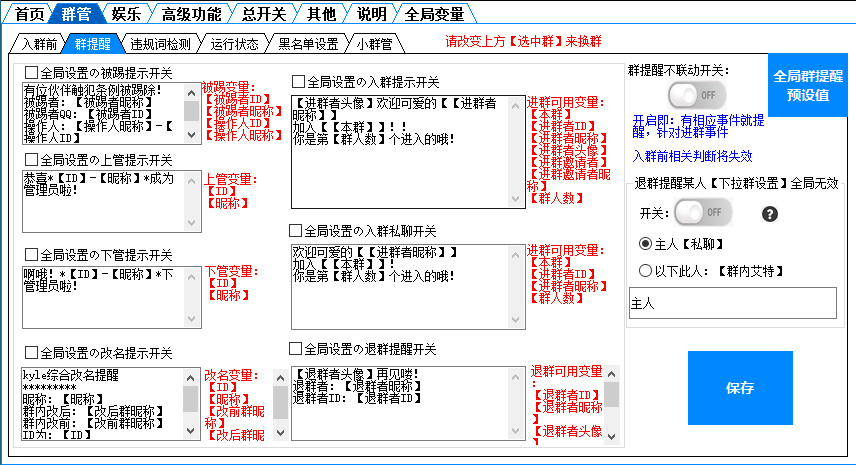 首页 群管 娱乐 高级功能 总开关 其他 说明 全局变量
入群前 群提醒 违规词检测 运行状态 黑名单设置 小群管 请改变上方【选中群】来换群
全局设置の被踢提示开关
有位伙伴触犯条例被踢除!
被踢者:【被踢者昵称】
被踢者QQ:【被踢者ID】
操作人:【操作人昵称】-【
操作人ID】
被踢变量:
【被踢者ID】
【被踢者昵称】
【操作人ID】
【操作人昵称】
全局设置の上管提示开关
恭喜*【ID】-【昵称】*成为
管理员啦!
上管变量:
【ID】
【昵称】
全局设置の下管提示开关
啊哦!*【ID】-【昵称】*下
管理员啦!
下管变量:
【ID】
【昵称】
全局设置の改名提示开关
kyle综合改名提醒
*********
昵称:【昵称】
群内改后:【改后群昵称】
群内改前:【改前群昵称】
ID为:【ID】
改名变量:
【ID】
【昵称】
【改前群昵
称】
【改后群昵
全局设置の入群提示开关
【进群者头像】欢迎可爱的【【进群者
昵称】】
加入【【本群】】!!
你是第【群人数】个进入的哦!
进群可用变量:
【本群】
【进群者ID】
【进群者昵称】
【进群者头像】
【进群邀请者】
【进群邀请者昵
称】
【群人数】
全局设置の入群私聊开关
欢迎可爱的【【进群者昵称】】
加入【【本群】】!
你是第【群人数】个进入的哦!
进群可用变量:
【本群】
【进群者ID】
【进群者昵称】
【群人数】
全局设置の退群提醒开关
【退群者头像】再见喽!
退群者:【退群者昵称】
退群者ID:【退群者ID】
退群可用变量
:
【退群者ID】
【退群者昵称
】
【退群者头像
】
群提醒不联动开关:
OFF
开启即:有相应事件就提
醒,针对进群事件
入群前相关判断将失效
全局群提醒
预设值
退群提醒某人【下拉群设置】全局无效
开关: OFF ?
主人【私聊】
以下此人:【群内艾特】
主人
保存